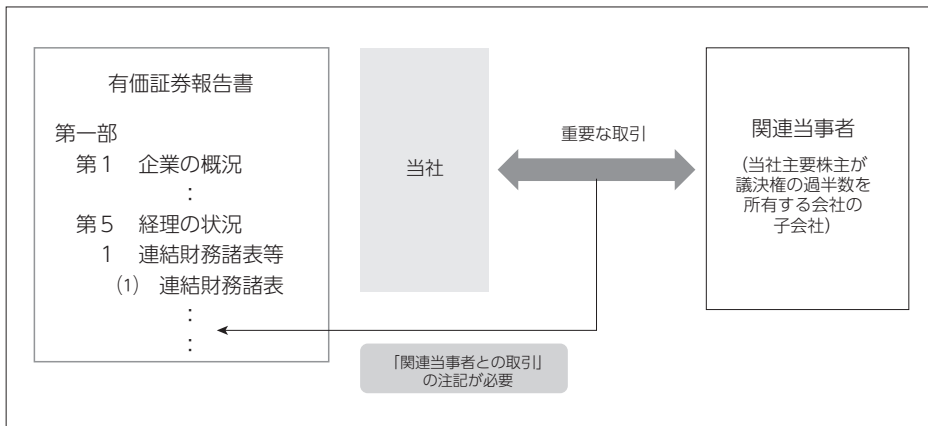 有価証券報告書
第一部
第1 企業の概況
:
第5 経理の状況
1 連結財務諸表等
(1) 連結財務諸表
:
:
当社
重要な取引
関連当事者
(当社主要株主が
議決権の過半数を
所有する会社の
子会社)
「関連当事者との取引」
の注記が必要